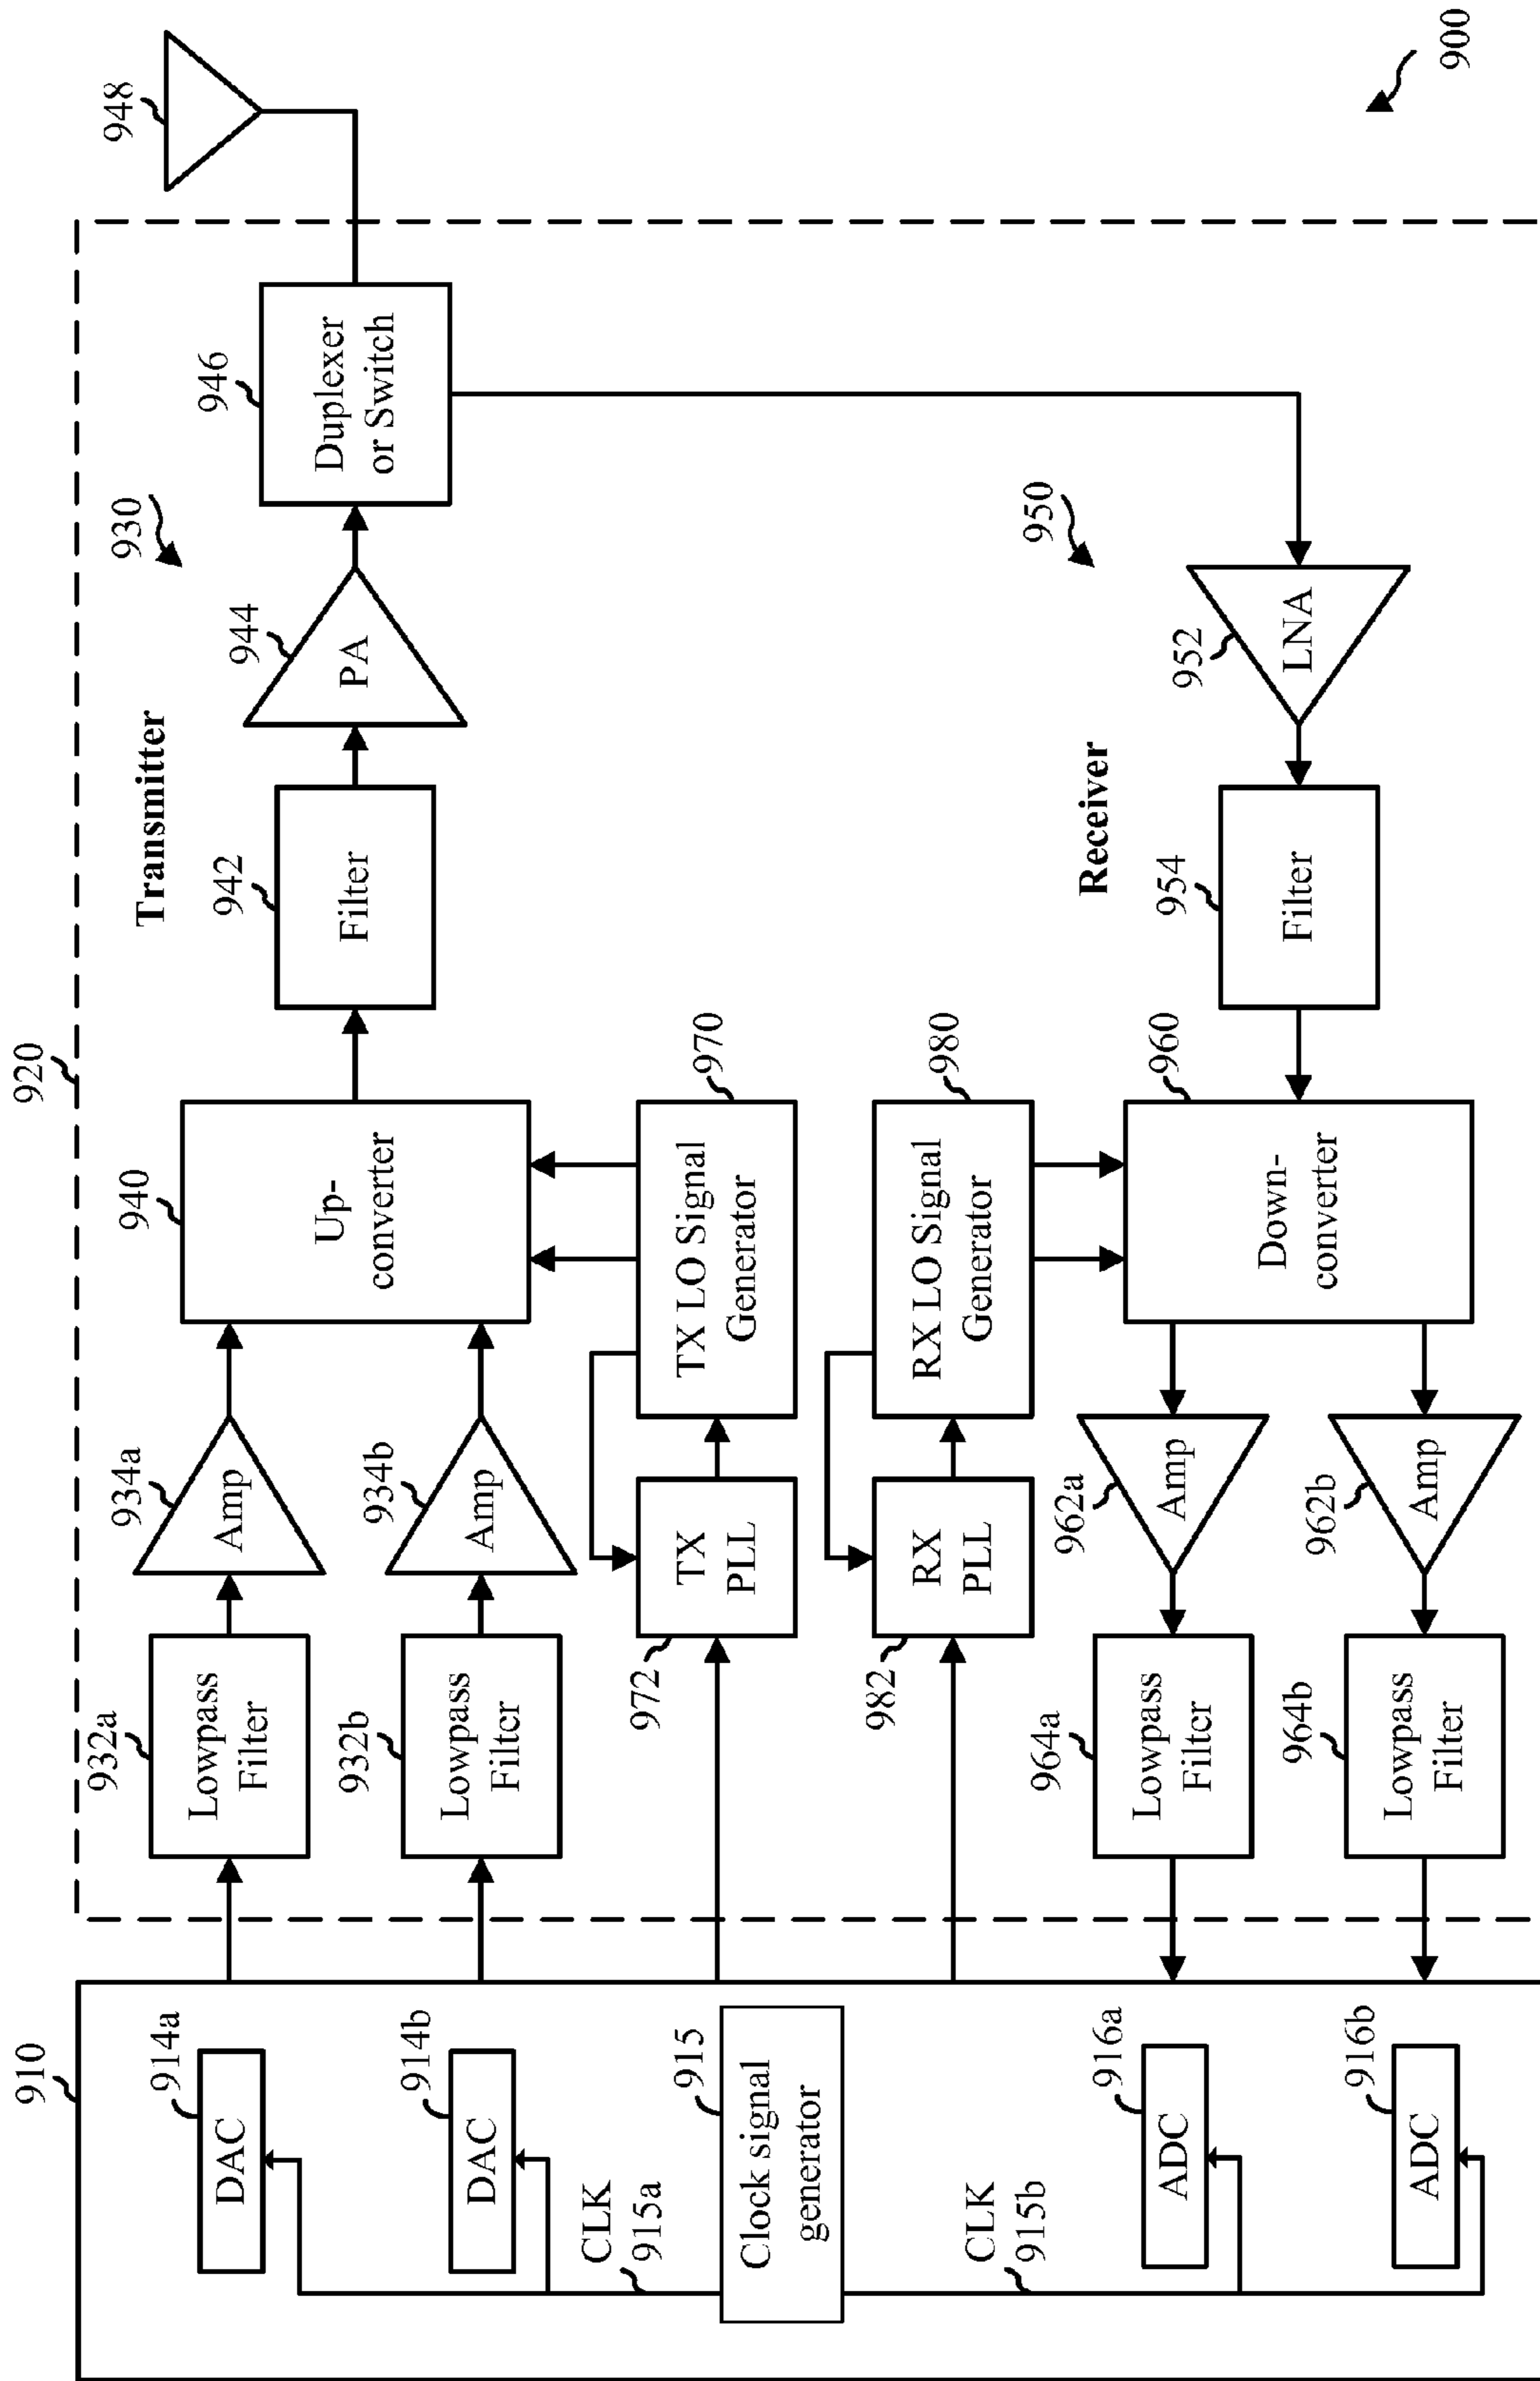 920
948
Transmitter
930
932a
Lowpass
Filter
934a
Amp
940
Up-
converter
942
Filter
944
PA
946
Duplexer
or Switch
932b
Lowpass
Filter
934b
Amp
972
TX
PLL
TX LO Signal
Generator
970
982
RX
PLL
RX LO Signal
Generator
980
Receiver
950
964a
Lowpass
Filter
962a
Amp
960
Down-
converter
954
Filter
952
LNA
964b
Lowpass
Filter
962b
Amp
910
DAC
914a
DAC
914b
CLK
915a
915
Clock signal
generator
CLK
915b
ADC
916a
ADC
916b
900